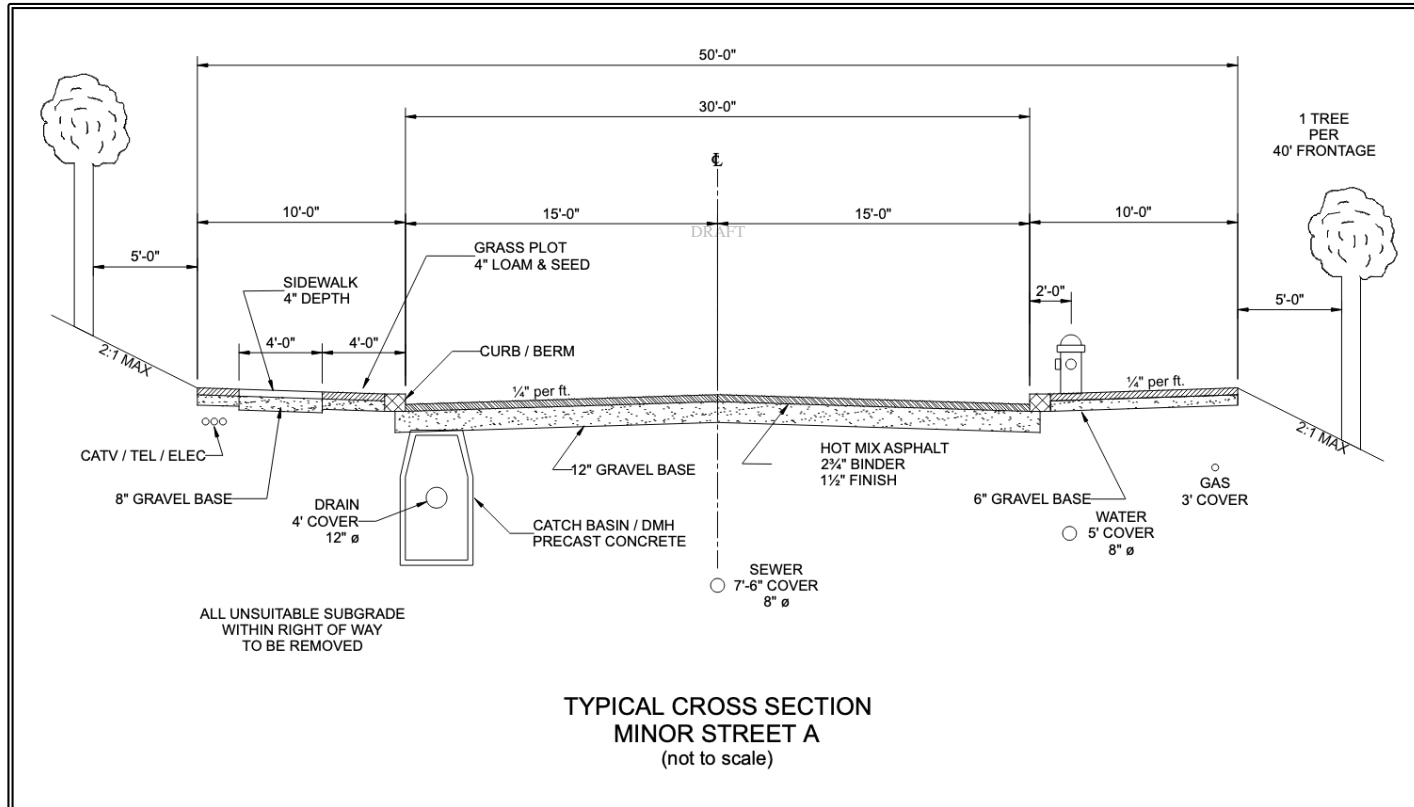 50'-0"
30'-0"
1 TREE
PER
40' FRONTAGE
℄
10'-0"
15'-0"
15'-0"
10'-0"
DRAFT
5'-0"
GRASS PLOT
4" LOAM & SEED
SIDEWALK
4" DEPTH
2'-0"
5'-0"
2:1 MAX
4'-0"
4'-0"
CURB / BERM
¼" per ft.
¼" per ft.
2:1 MAX
CATV / TEL / ELEC
8" GRAVEL BASE
DRAIN
4' COVER
12" ø
CATCH BASIN / DMH
PRECAST CONCRETE
12" GRAVEL BASE
HOT MIX ASPHALT
2¾" BINDER
1½" FINISH
6" GRAVEL BASE
WATER
5' COVER
8" ø
GAS
3' COVER
SEWER
7'-6" COVER
8" ø
ALL UNSUITABLE SUBGRADE
WITHIN RIGHT OF WAY
TO BE REMOVED
TYPICAL CROSS SECTION
MINOR STREET A
(not to scale)